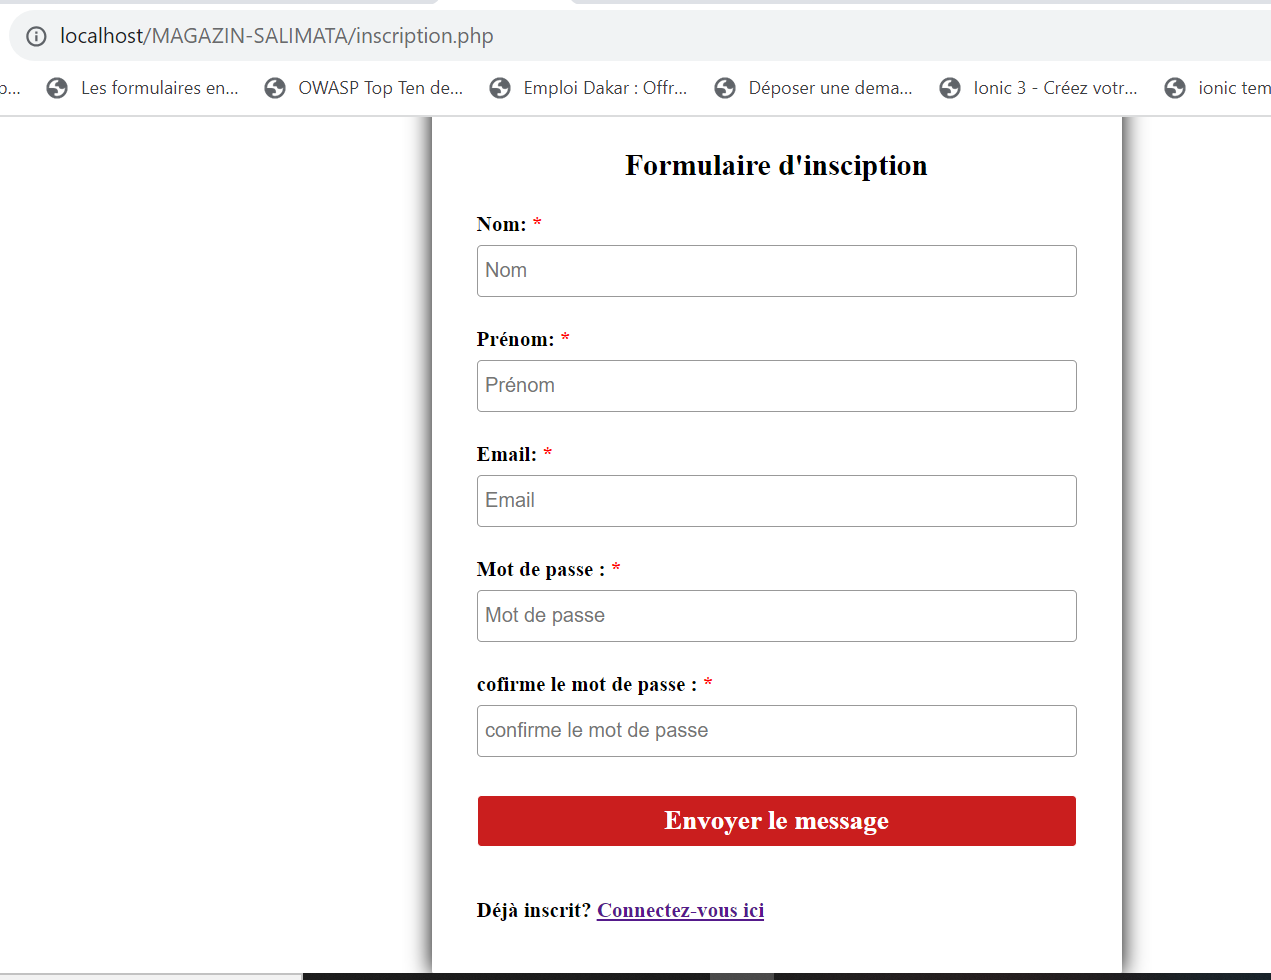 localhost/MAGAZIN-SALIMATA/inscription.php
p... Les formulaires en... OWASP Top Ten de... Emploi Dakar : Offr... Déposer une dema... Ionic 3 - Créez votr... ionic tem
Formulaire d'insciption
Nom: *
Nom
Prénom: *
Prénom
Email: *
Email
Mot de passe : *
Mot de passe
cofirme le mot de passe : *
confirme le mot de passe
Envoyer le message
Déjà inscrit? Connectez-vous ici